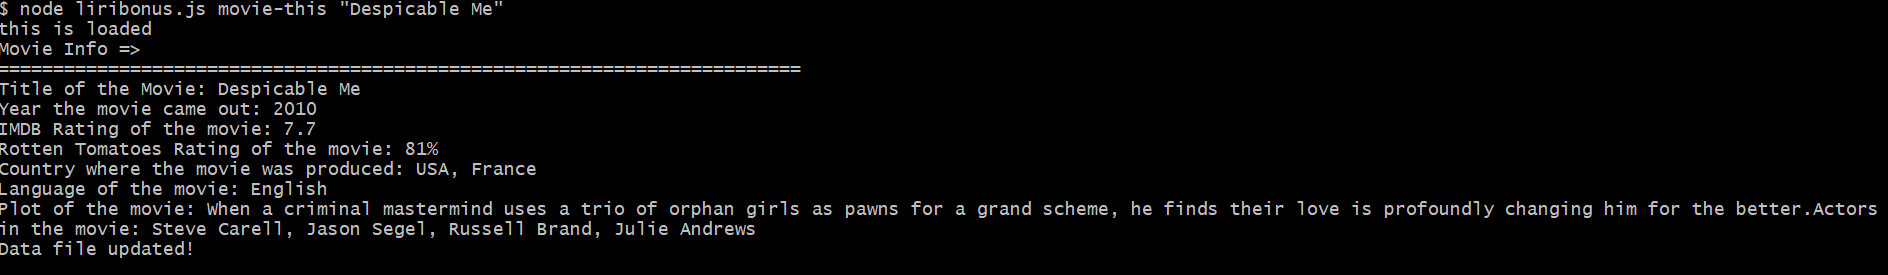 $ node liribonus.js movie-this "Despicable Me"
this is loaded
Movie Info =>
=========================================================================
Title of the Movie: Despicable Me
Year the movie came out: 2010
IMDB Rating of the movie: 7.7
Rotten Tomatoes Rating of the movie: 81%
Country where the movie was produced: USA, France
Language of the movie: English
Plot of the movie: When a criminal mastermind uses a trio of orphan girls as pawns for a grand scheme, he finds their love is profoundly changing him for the better.Actors
in the movie: Steve Carell, Jason Segel, Russell Brand, Julie Andrews
Data file updated!